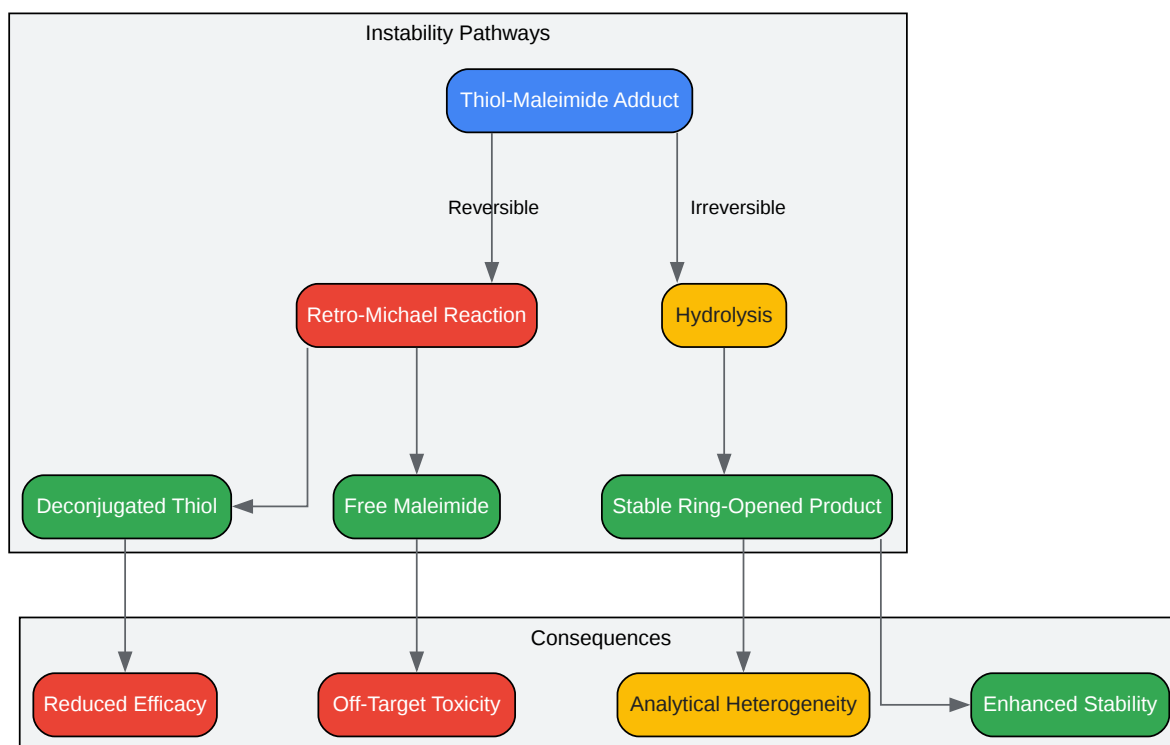 Instability Pathways
Thiol-Maleimide Adduct
Reversible
Irreversible
Retro-Michael Reaction
Hydrolysis
Deconjugated Thiol
Free Maleimide
Stable Ring-Opened Product
Consequences
Reduced Efficacy
Off-Target Toxicity
Analytical Heterogeneity
Enhanced Stability